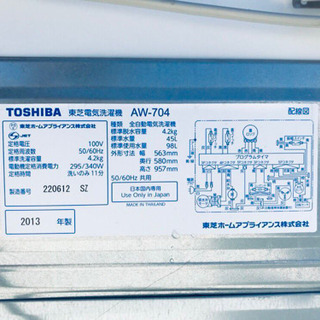 TOSHIBA 東芝電気洗濯機 AW-704
配線図
JET 東芝ホームアプライアンス株式会社
定格電圧 100V
定格周波数 50/60Hz
標準洗濯容量 4.2kg
電動機定格消費電力 295/340W
定格時間 洗いのみ 11分
製造番号 220612 SZ
2013 年製
種類 全自動電気洗濯機
標準脱水容量 4.2kg
標準水量 45L
標準使用水量 98L
外形寸法 幅 563mm
奥行 580mm
高さ 957mm
50/60Hz 共用
日本国内専用
Use only in Japan
MADE IN THAILAND
プログラムタイマ
東芝ホームアプライアンス株式会社